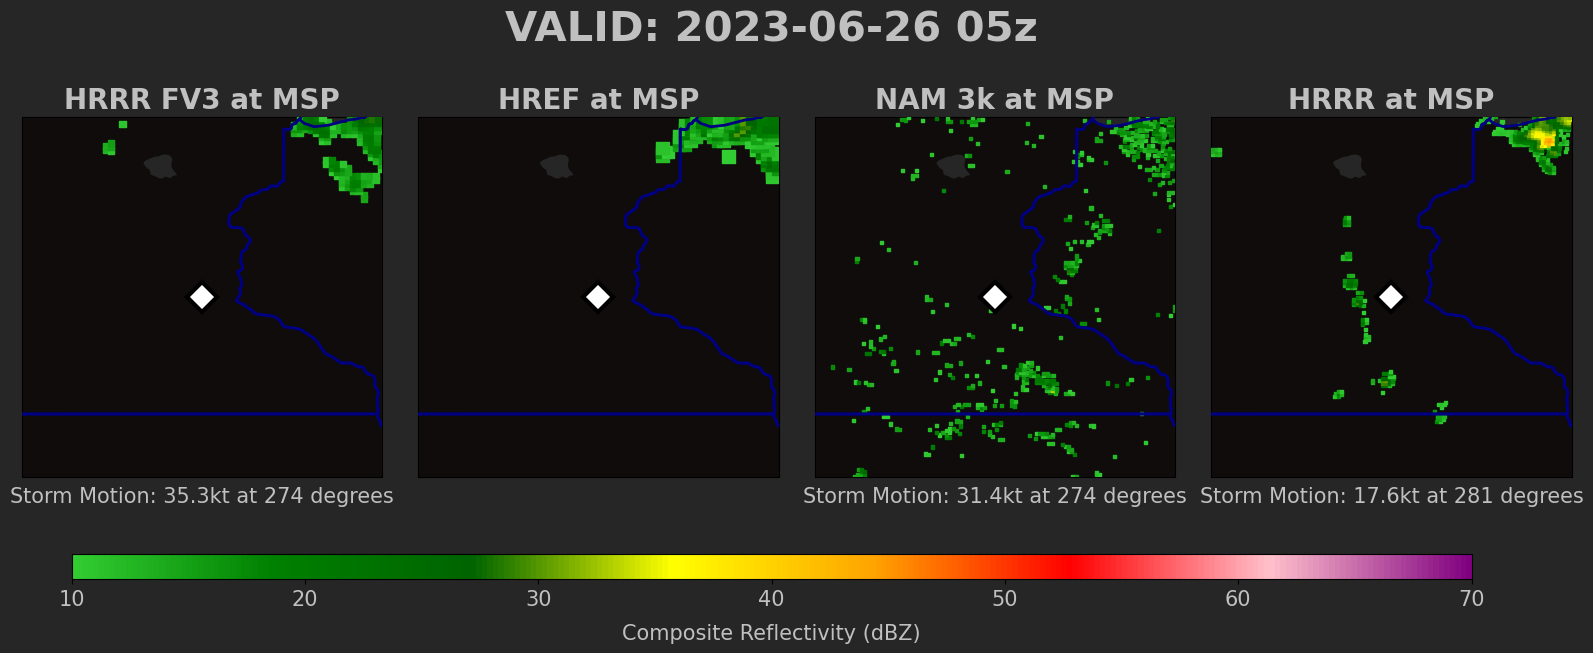 VALID: 2023-06-26 05z
HRRR FV3 at MSP
HREF at MSP
NAM 3k at MSP
HRRR at MSP
Storm Motion: 35.3kt at 274 degrees
Storm Motion: 31.4kt at 274 degrees
Storm Motion: 17.6kt at 281 degrees
10 20 30 40 50 60 70
Composite Reflectivity (dBZ)